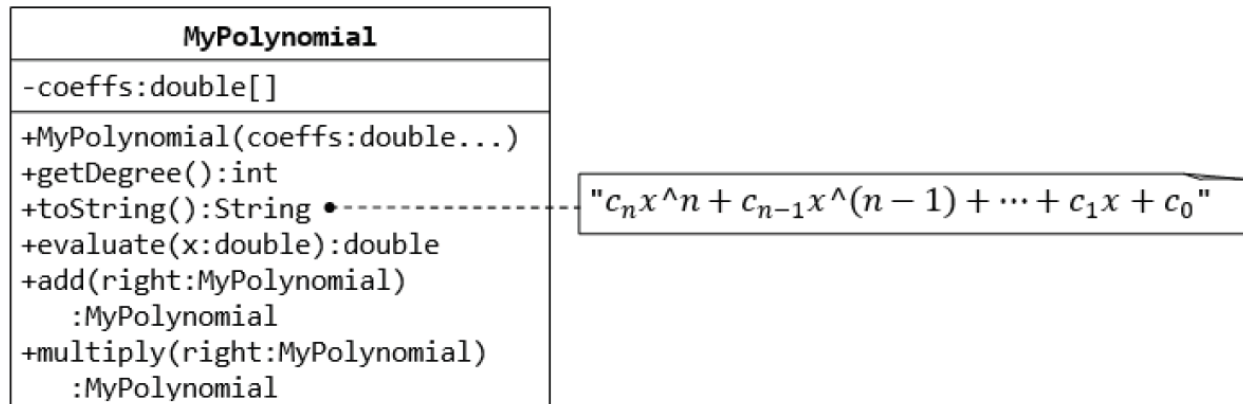 MyPolynomial
-coeffs:double[]
+MyPolynomial(coeffs:double...)
+getDegree():int
+toString():String
"cₙx^n + cₙ₋₁x^(n − 1) + ⋯ + c₁x + c₀"
+evaluate(x:double):double
+add(right:MyPolynomial)
:MyPolynomial
+multiply(right:MyPolynomial)
:MyPolynomial